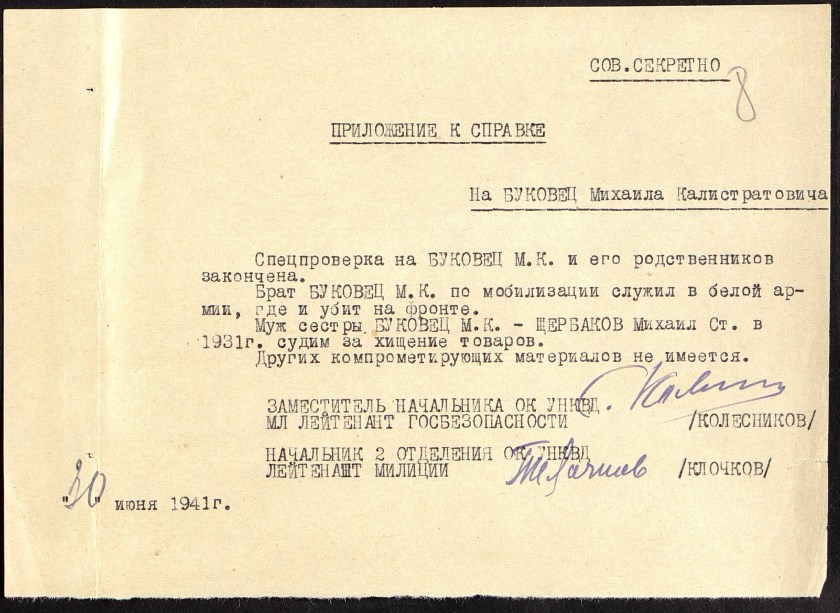 СОВ.СЕКРЕТНО
8
ПРИЛОЖЕНИЕ К СПРАВКЕ
На БУКОВЕЦ Михаила Калистратовича
Спецпроверка на БУКОВЕЦ М.К. и его родственников
закончена.
Брат БУКОВЕЦ М.К. по мобилизации служил в белой ар-
мии, где и убит на фронте.
Муж сестры БУКОВЕЦ М.К. - ЩЕРБАКОВ Михаил Ст. в
1931г. судим за хищение товаров.
Других компрометирующих материалов не имеется.
ЗАМЕСТИТЕЛЬ НАЧАЛЬНИКА ОК УНКВД
МЛ ЛЕЙТЕНАНТ ГОСБЕЗОПАСНОСТИ /КОЛЕСНИКОВ/
НАЧАЛЬНИК 2 ОТДЕЛЕНИЯ ОК УНКВД
ЛЕЙТЕНАШТ МИЛИЦИИ /КЛОЧКОВ/
"30" июня 1941г.